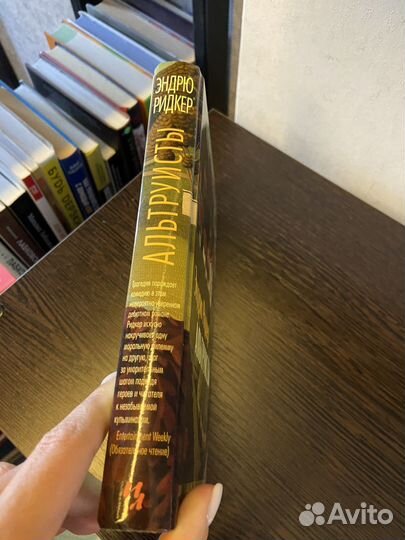 ЭНДРЮ
РИДКЕР
АЛЬТРУИСТЫ
Трагедия порождает
комедию в этом
невероятно уверенном
дебютном романе.
Ридкер искусно
накручивает одну
моральную дилемму
на другую, шаг
за уморительным
шагом подводя
героев и читателя
к незабываемой
кульминации.
Entertainment Weekly
(Обязательное чтение)
БУДЬ
Avito